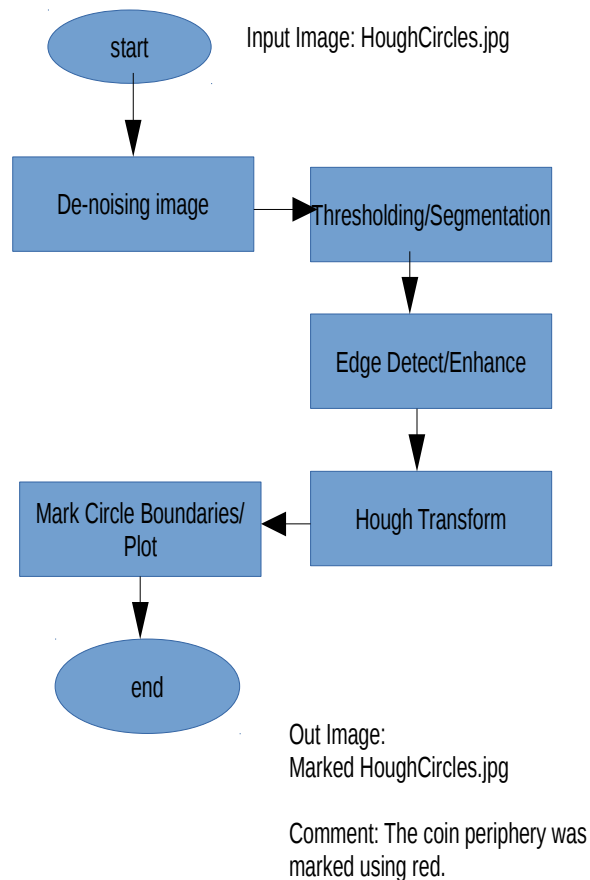 start
Input Image: HoughCircles.jpg
De-noising image
Thresholding/Segmentation
Edge Detect/Enhance
Hough Transform
Mark Circle Boundaries/
Plot
end
Out Image:
Marked HoughCircles.jpg
Comment: The coin periphery was
marked using red.